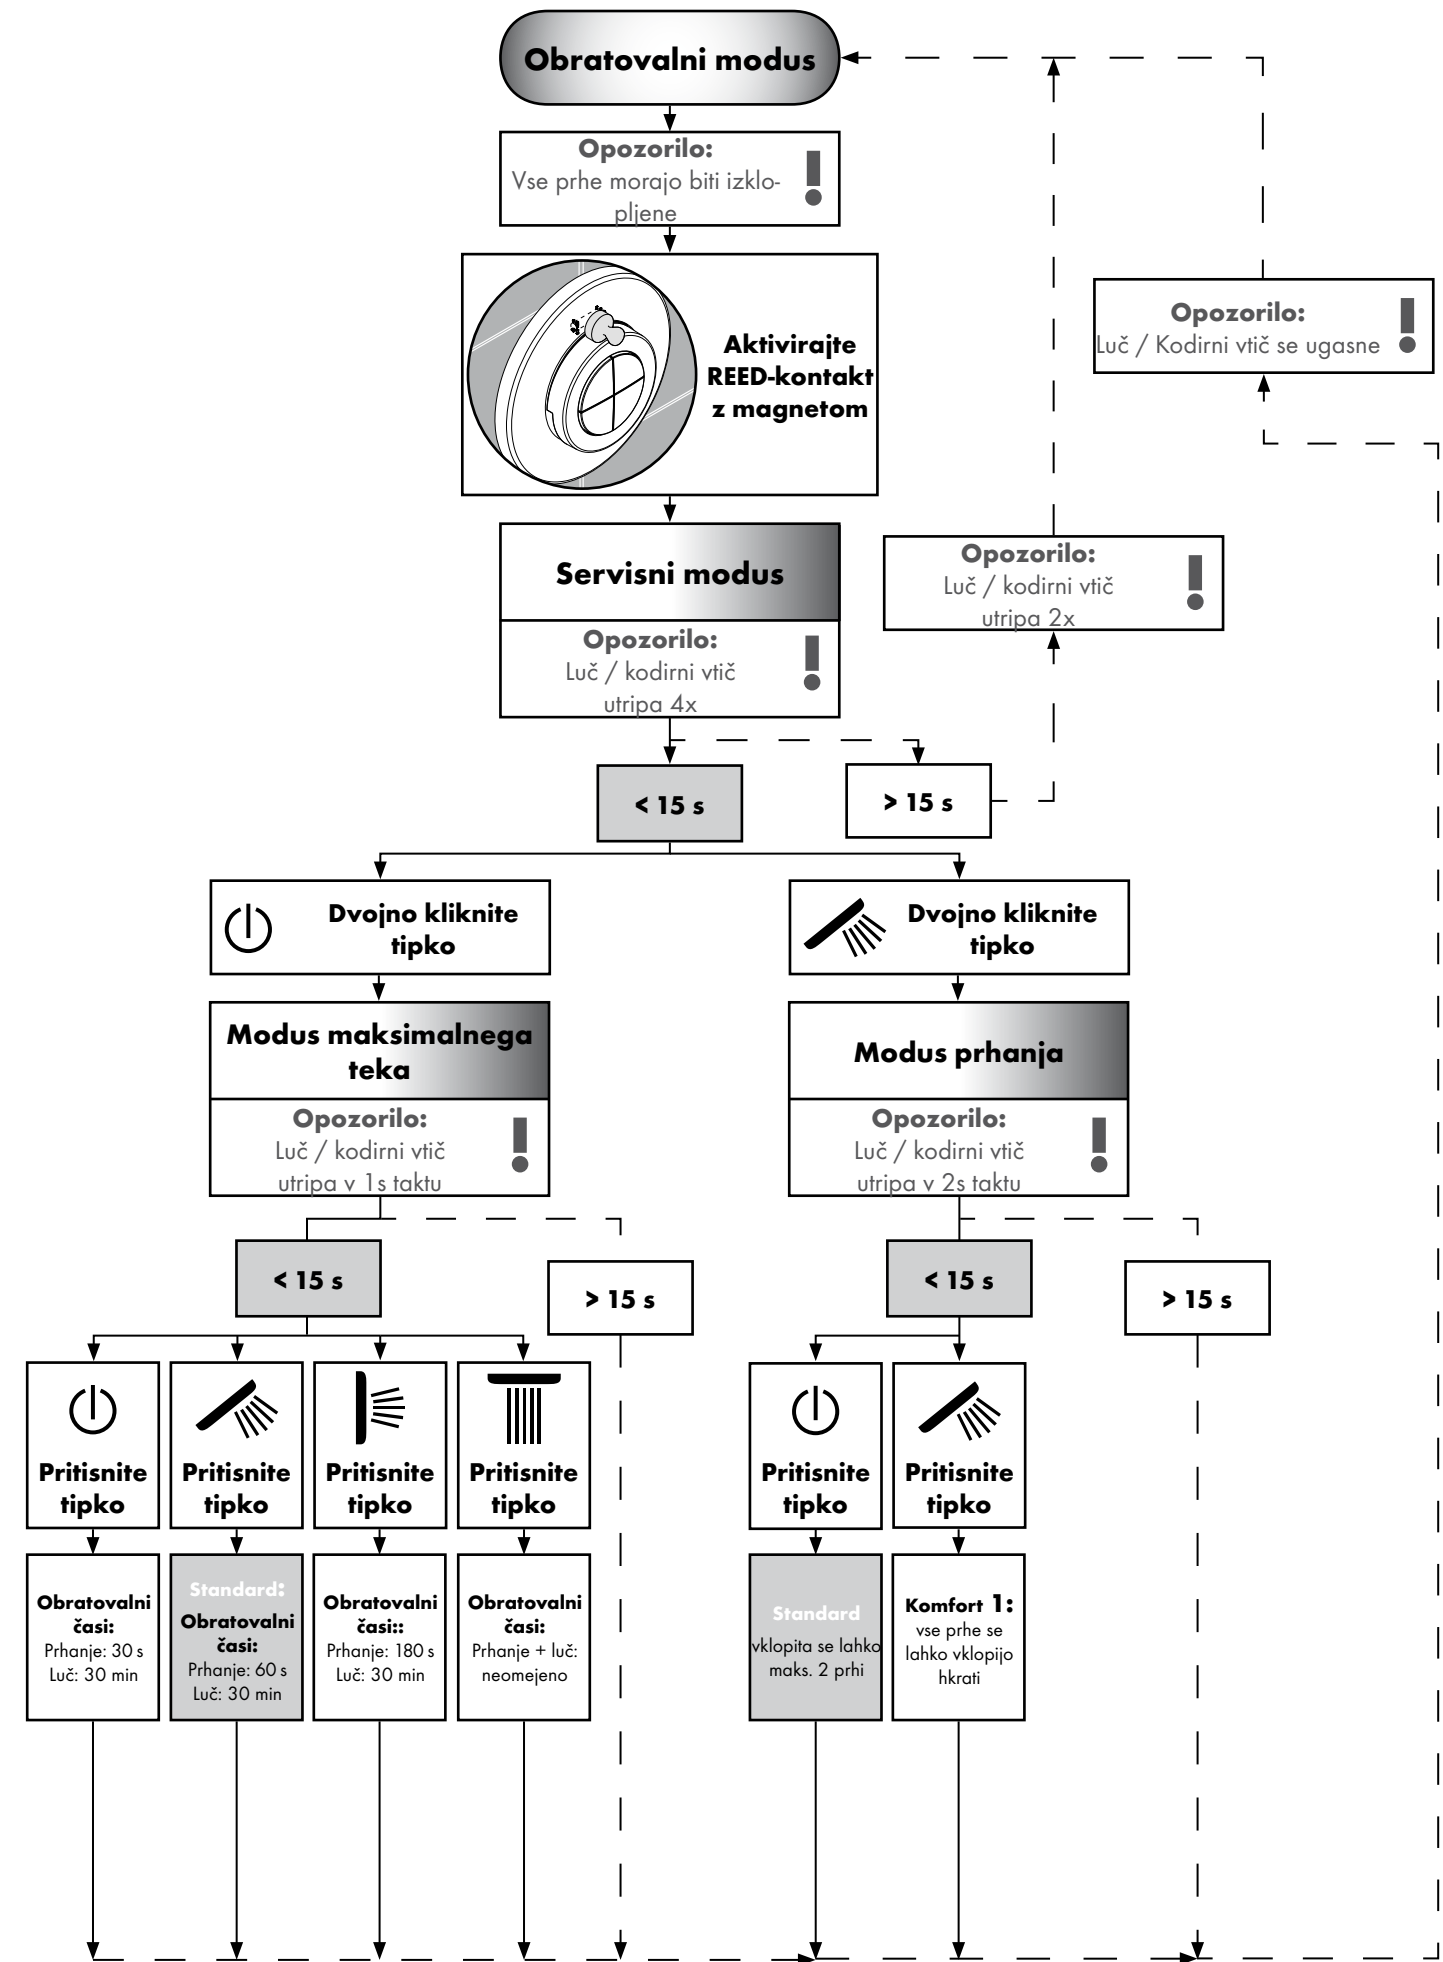 Obratovalni modus
Opozorilo:
Vse prhe morajo biti izklo-
pljene
Aktivirajte
REED-kontakt
z magnetom
Opozorilo:
Luč / Kodirni vtič se ugasne
Servisni modus
Opozorilo:
Luč / kodirni vtič
utripa 4x
Opozorilo:
Luč / kodirni vtič
utripa 2x
< 15 s
> 15 s
Dvojno kliknite
tipko
Dvojno kliknite
tipko
Modus maksimalnega
teka
Opozorilo:
Luč / kodirni vtič
utripa v 1s taktu
Modus prhanja
Opozorilo:
Luč / kodirni vtič
utripa v 2s taktu
< 15 s
> 15 s
< 15 s
> 15 s
Pritisnite
tipko
Pritisnite
tipko
Pritisnite
tipko
Pritisnite
tipko
Pritisnite
tipko
Pritisnite
tipko
Obratovalni
časi:
Prhanje: 30 s
Luč: 30 min
Standard:
Obratovalni
časi:
Prhanje: 60 s
Luč: 30 min
Obratovalni
časi::
Prhanje: 180 s
Luč: 30 min
Obratovalni
časi:
Prhanje + luč:
neomejeno
Standard
vklopita se lahko
maks. 2 prhi
Komfort 1:
vse prhe se
lahko vklopijo
hkrati